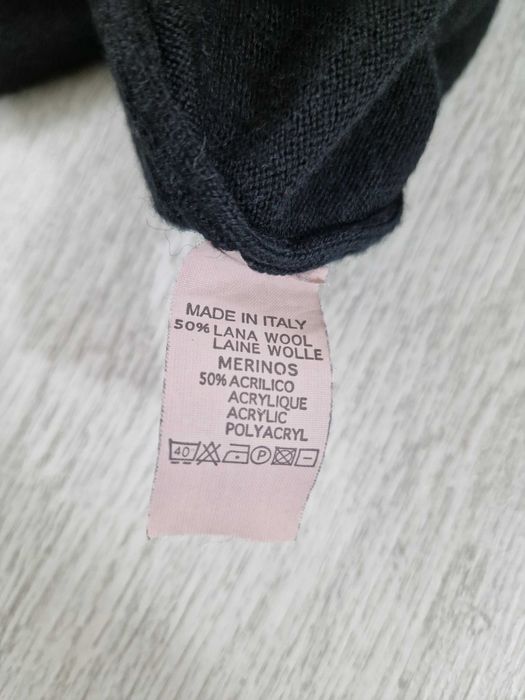 MADE IN ITALY
50% LANA WOOL
LAINE WOLLE
MERINOS
50% ACRILICO
ACRYLIQUE
ACRYLIC
POLYACRYL
40 P